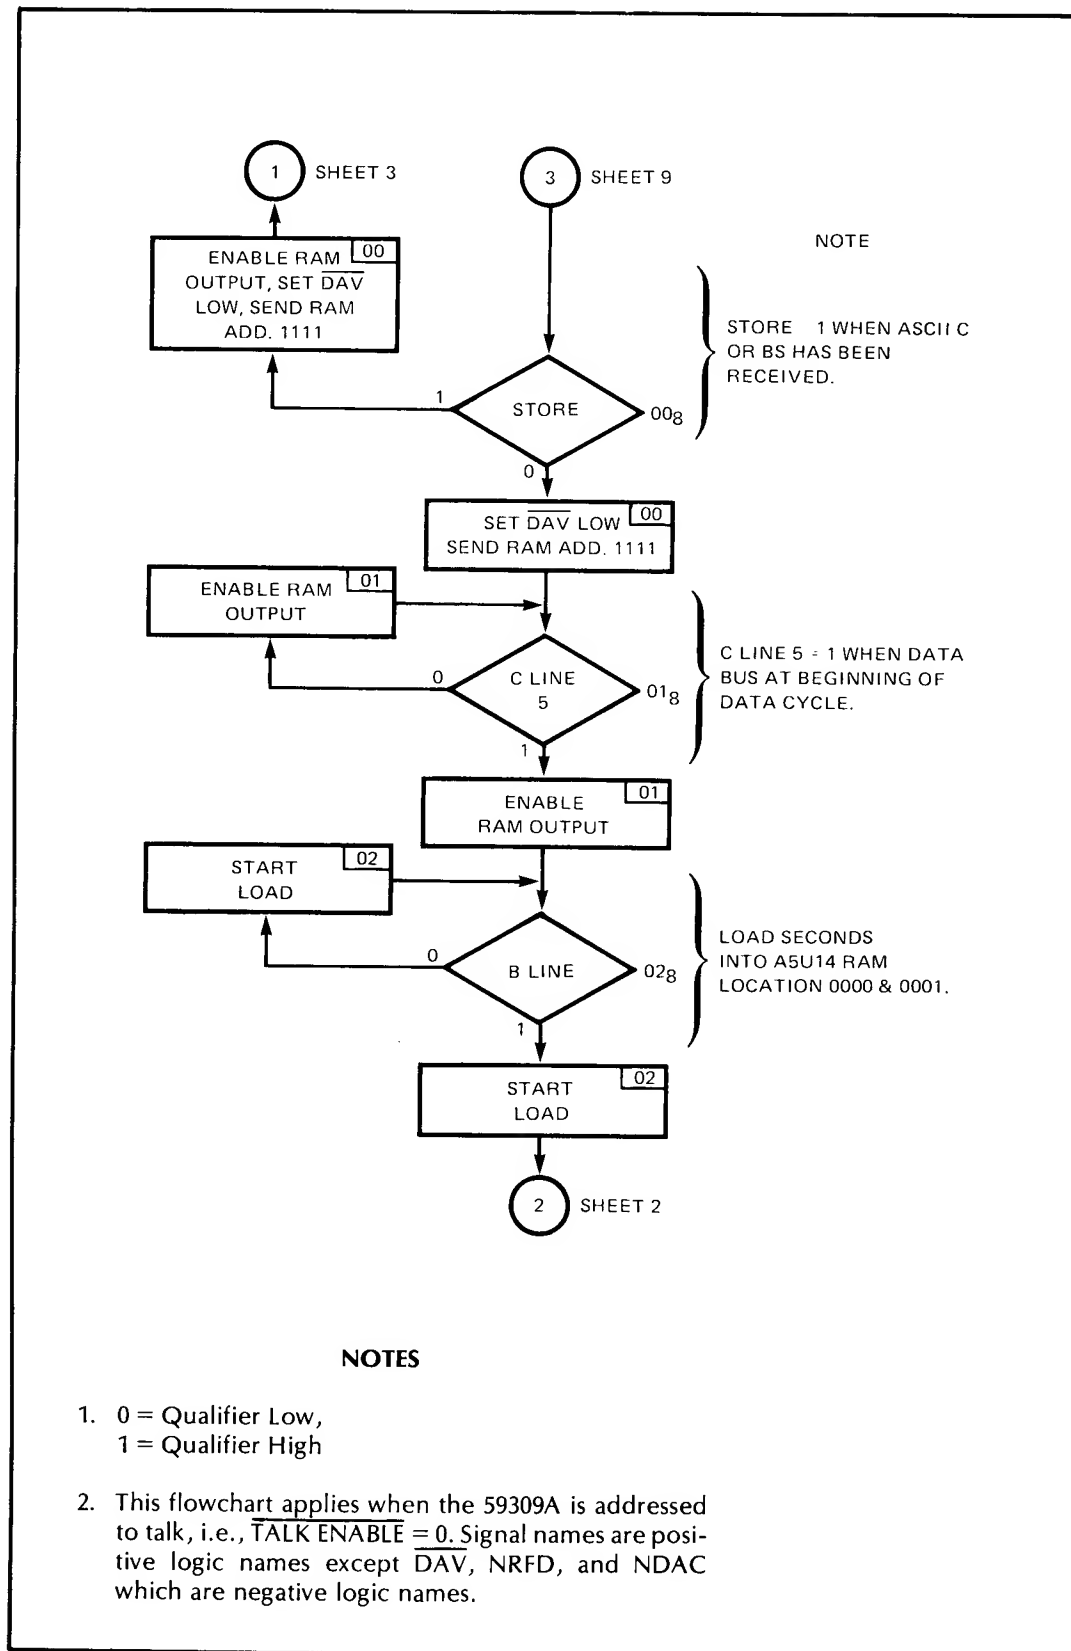 1 SHEET 3
3 SHEET 9
NOTE
00
ENABLE RAM
OUTPUT, SET D̅A̅V̅
LOW, SEND RAM
ADD. 1111
STORE 1 WHEN ASCII C
OR BS HAS BEEN
RECEIVED.
1
STORE
00₈
0
00
SET D̅A̅V̅ LOW
SEND RAM ADD. 1111
01
ENABLE RAM
OUTPUT
0
C LINE
5
01₈
C LINE 5 = 1 WHEN DATA
BUS AT BEGINNING OF
DATA CYCLE.
1
01
ENABLE
RAM OUTPUT
02
START
LOAD
0
B LINE
02₈
LOAD SECONDS
INTO A5U14 RAM
LOCATION 0000 & 0001.
1
02
START
LOAD
2 SHEET 2
NOTES
1. 0 = Qualifier Low,
1 = Qualifier High
2. This flowchart applies when the 59309A is addressed
to talk, i.e., T̅A̅L̅K̅ ̅E̅N̅A̅B̅L̅E̅ = 0. Signal names are posi-
tive logic names except D̅A̅V̅, NRFD, and NDAC
which are negative logic names.